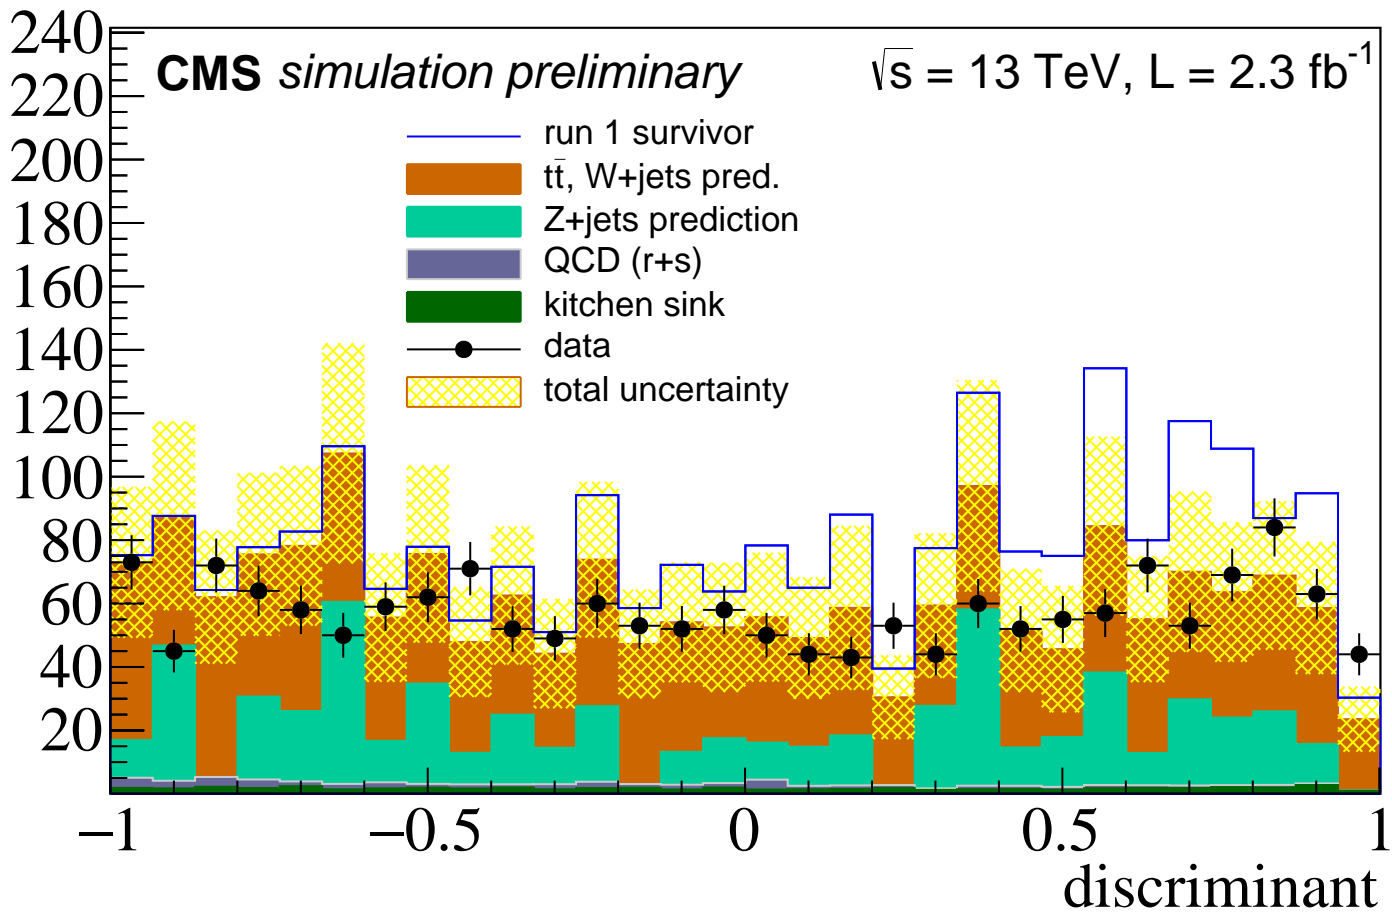 240
220
200
180
160
140
120
100
80
60
40
20
CMS simulation preliminary
√s = 13 TeV, L = 2.3 fb⁻¹
run 1 survivor
tt̄, W+jets pred.
Z+jets prediction
QCD (r+s)
kitchen sink
data
total uncertainty
−1 −0.5 0 0.5 1
discriminant